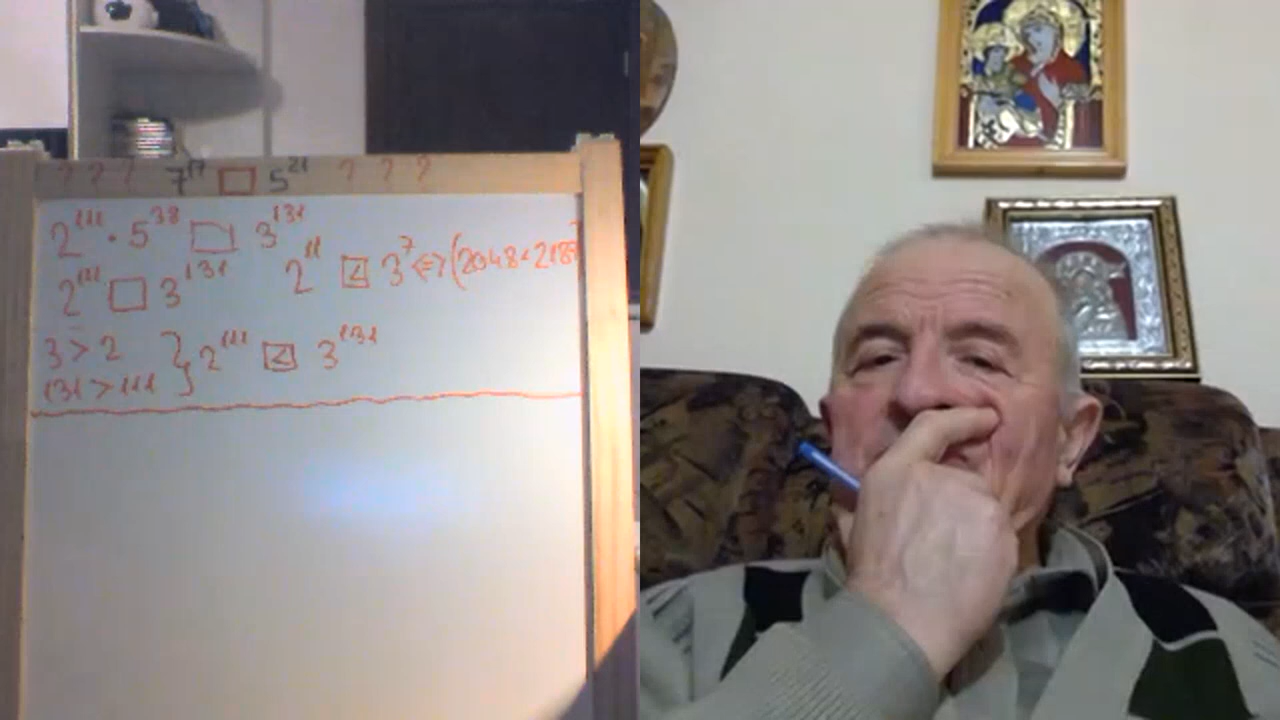 ? ? ? 7¹⁷ □ 5²¹ ? ? ?
2¹¹¹ · 5³⁸ □ 3¹³¹
2¹¹¹ □ 3¹³¹ 2¹¹ < 3⁷ <=> (2048 < 2187
3 > 2 } 2¹¹¹ < 3¹³¹
131 > 111